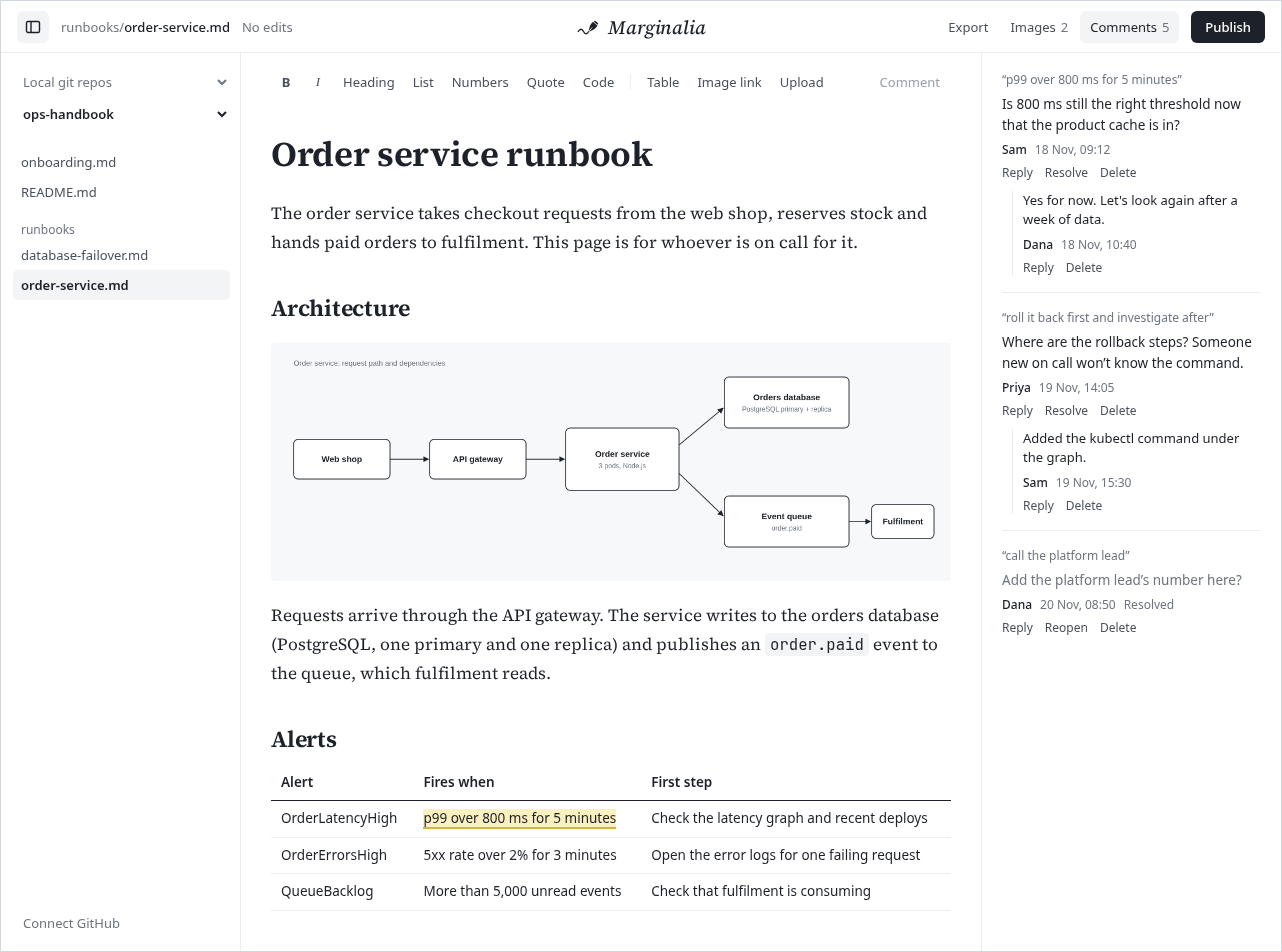 runbooks/order-service.md No edits
Marginalia
Export Images 2 Comments 5 Publish
Local git repos
ops-handbook
onboarding.md
README.md
runbooks
database-failover.md
order-service.md
Connect GitHub
B I Heading List Numbers Quote Code Table Image link Upload Comment
Order service runbook
The order service takes checkout requests from the web shop, reserves stock and
hands paid orders to fulfilment. This page is for whoever is on call for it.
Architecture
Order service: request path and dependencies
Web shop
API gateway
Order service
3 pods, Node.js
Orders database
PostgreSQL primary + replica
Event queue
order.paid
Fulfilment
Requests arrive through the API gateway. The service writes to the orders database
(PostgreSQL, one primary and one replica) and publishes an order.paid event to
the queue, which fulfilment reads.
Alerts
Alert Fires when First step
OrderLatencyHigh p99 over 800 ms for 5 minutes Check the latency graph and recent deploys
OrderErrorsHigh 5xx rate over 2% for 3 minutes Open the error logs for one failing request
QueueBacklog More than 5,000 unread events Check that fulfilment is consuming
“p99 over 800 ms for 5 minutes”
Is 800 ms still the right threshold now
that the product cache is in?
Sam 18 Nov, 09:12
Reply Resolve Delete
Yes for now. Let's look again after a
week of data.
Dana 18 Nov, 10:40
Reply Delete
“roll it back first and investigate after”
Where are the rollback steps? Someone
new on call won’t know the command.
Priya 19 Nov, 14:05
Reply Resolve Delete
Added the kubectl command under
the graph.
Sam 19 Nov, 15:30
Reply Delete
“call the platform lead”
Add the platform lead’s number here?
Dana 20 Nov, 08:50 Resolved
Reply Reopen Delete